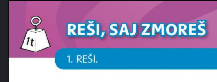 1t
REŠI, SAJ ZMOREŠ
1. REŠI.